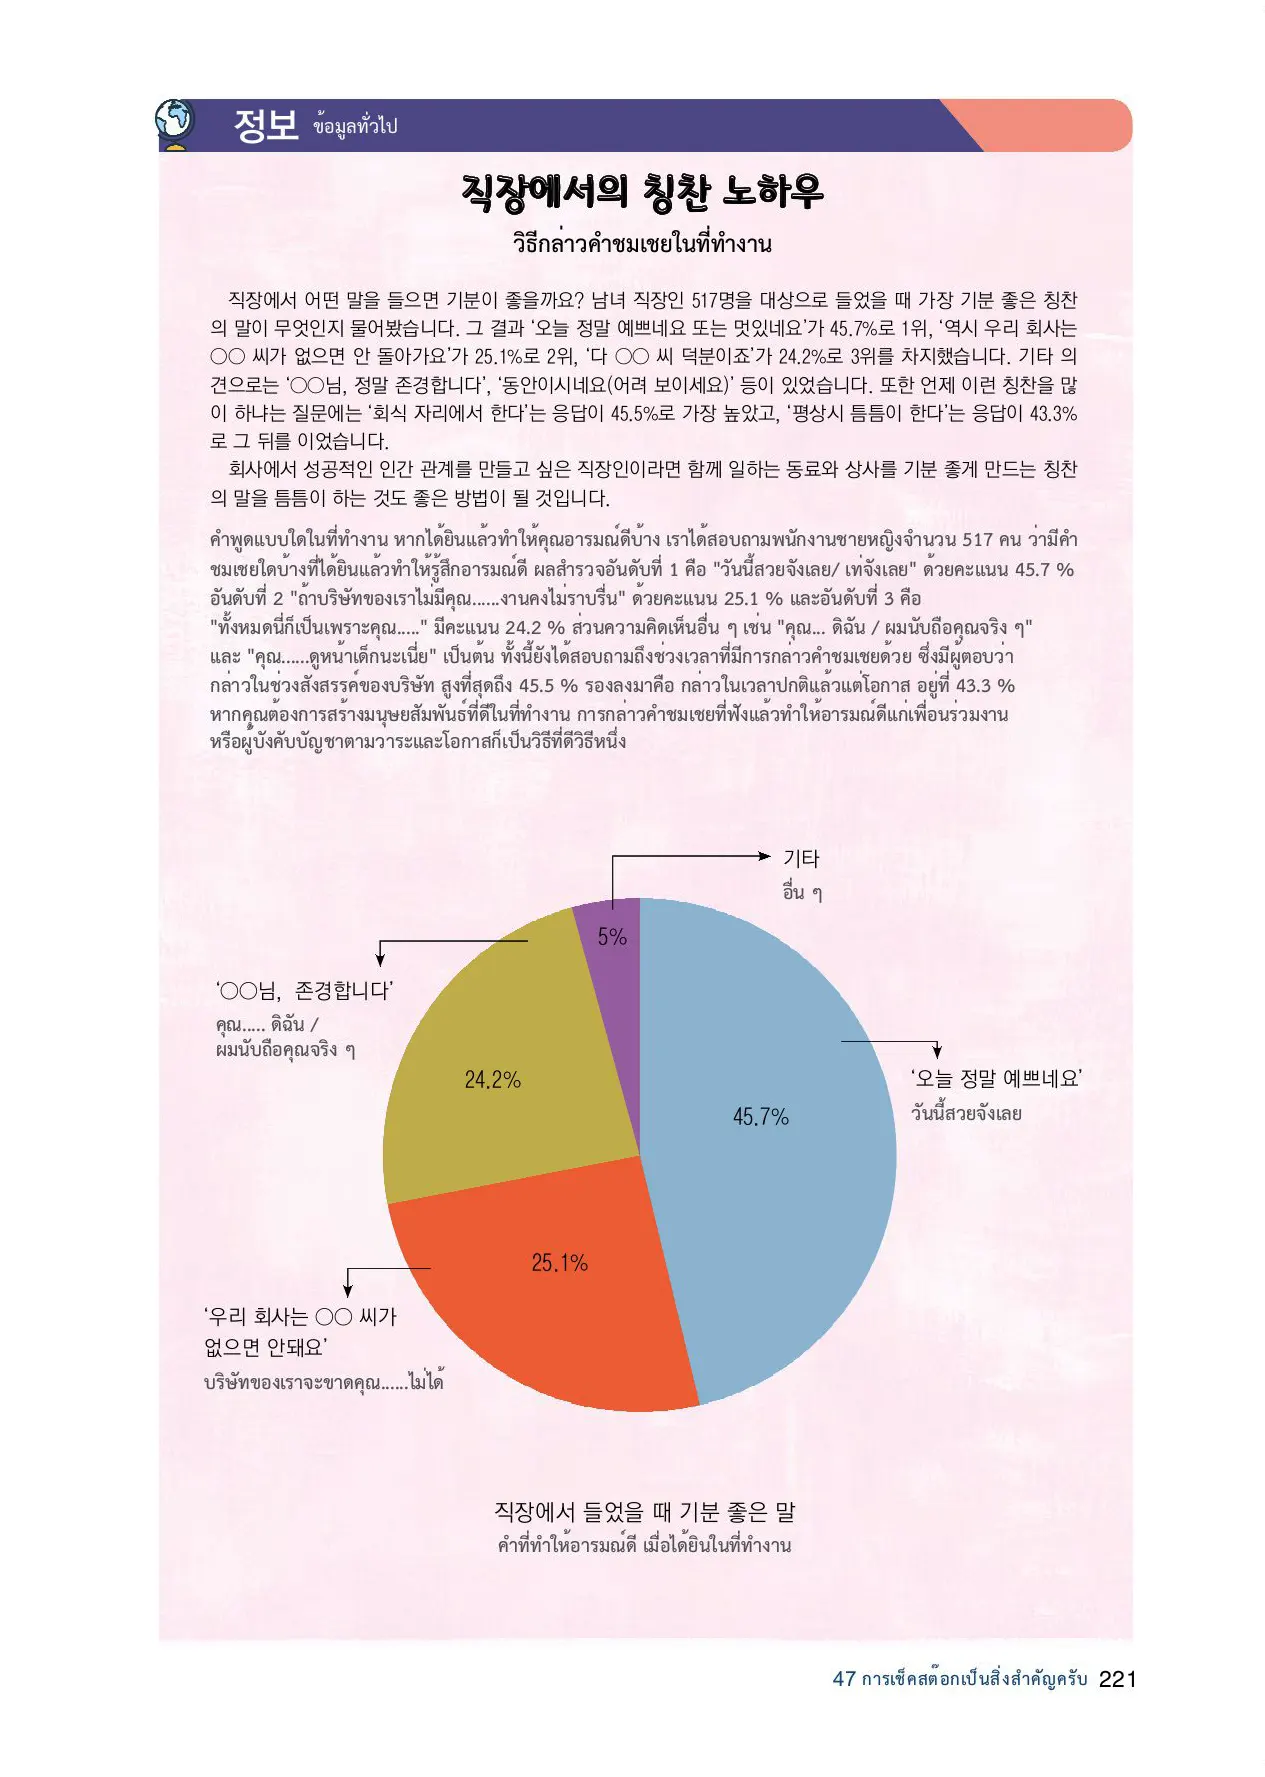 정보 ข้อมูลทั่วไป
직장에서의 칭찬 노하우
วิธีกล่าวคำชมเชยในที่ทำงาน
직장에서 어떤 말을 들으면 기분이 좋을까요? 남녀 직장인 517명을 대상으로 들었을 때 가장 기분 좋은 칭찬
의 말이 무엇인지 물어봤습니다. 그 결과 ‘오늘 정말 예쁘네요 또는 멋있네요’가 45.7%로 1위, ‘역시 우리 회사는
○○ 씨가 없으면 안 돌아가요’가 25.1%로 2위, ‘다 ○○ 씨 덕분이죠’가 24.2%로 3위를 차지했습니다. 기타 의
견으로는 ‘○○님, 정말 존경합니다’, ‘동안이시네요(어려 보이세요)’ 등이 있었습니다. 또한 언제 이런 칭찬을 많
이 하냐는 질문에는 ‘회식 자리에서 한다’는 응답이 45.5%로 가장 높았고, ‘평상시 틈틈이 한다’는 응답이 43.3%
로 그 뒤를 이었습니다.
회사에서 성공적인 인간 관계를 만들고 싶은 직장인이라면 함께 일하는 동료와 상사를 기분 좋게 만드는 칭찬
의 말을 틈틈이 하는 것도 좋은 방법이 될 것입니다.
คำพูดแบบใดในที่ทำงาน หากได้ยินแล้วทำให้คุณอารมณ์ดีบ้าง เราได้สอบถามพนักงานชายหญิงจำนวน 517 คน ว่ามีคำ
ชมเชยใดบ้างที่ได้ยินแล้วทำให้รู้สึกอารมณ์ดี ผลสำรวจอันดับที่ 1 คือ "วันนี้สวยจังเลย/ เท่จังเลย" ด้วยคะแนน 45.7 %
อันดับที่ 2 "ถ้าบริษัทของเราไม่มีคุณ......งานคงไม่ราบรื่น" ด้วยคะแนน 25.1 % และอันดับที่ 3 คือ
"ทั้งหมดนี่ก็เป็นเพราะคุณ....." มีคะแนน 24.2 % ส่วนความคิดเห็นอื่น ๆ เช่น "คุณ... ดิฉัน / ผมนับถือคุณจริง ๆ"
และ "คุณ......ดูหน้าเด็กนะเนี่ย" เป็นต้น ทั้งนี้ยังได้สอบถามถึงช่วงเวลาที่มีการกล่าวคำชมเชยด้วย ซึ่งมีผู้ตอบว่า
กล่าวในช่วงสังสรรค์ของบริษัท สูงที่สุดถึง 45.5 % รองลงมาคือ กล่าวในเวลาปกติแล้วแต่โอกาส อยู่ที่ 43.3 %
หากคุณต้องการสร้างมนุษยสัมพันธ์ที่ดีในที่ทำงาน การกล่าวคำชมเชยที่ฟังแล้วทำให้อารมณ์ดีแก่เพื่อนร่วมงาน
หรือผู้บังคับบัญชาตามวาระและโอกาสก็เป็นวิธีที่ดีวิธีหนึ่ง
기타
อื่น ๆ
5%
‘○○님, 존경합니다’
คุณ..... ดิฉัน /
ผมนับถือคุณจริง ๆ
24.2%
45.7%
‘오늘 정말 예쁘네요’
วันนี้สวยจังเลย
25.1%
‘우리 회사는 ○○ 씨가
없으면 안돼요’
บริษัทของเราจะขาดคุณ......ไม่ได้
직장에서 들었을 때 기분 좋은 말
คำที่ทำให้อารมณ์ดี เมื่อได้ยินในที่ทำงาน
47 การเช็คสต๊อกเป็นสิ่งสำคัญครับ 221